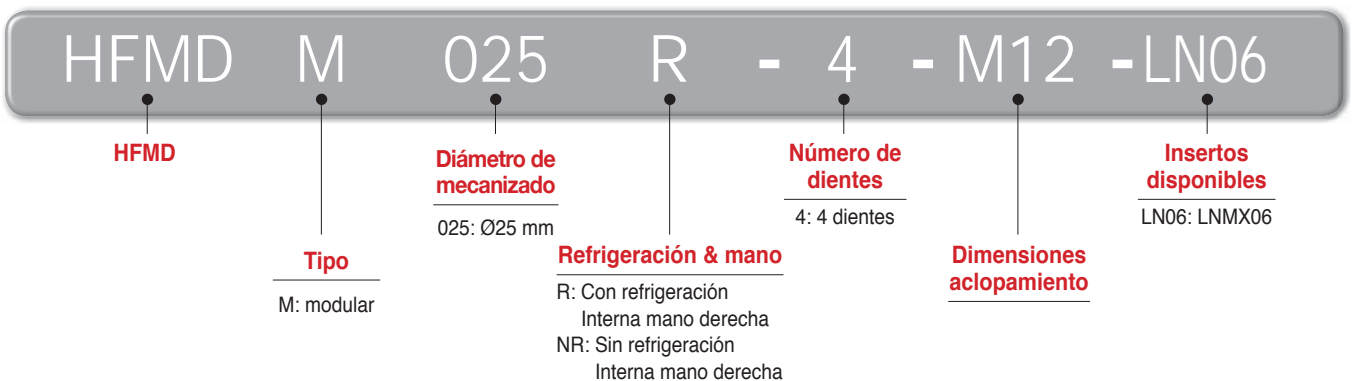 HFMD M 025 R - 4 - M12 - LN06
HFMD
Diámetro de
mecanizado
025: Ø25 mm
Número de
dientes
4: 4 dientes
Insertos
disponibles
LN06: LNMX06
Tipo
M: modular
Refrigeración & mano
R: Con refrigeración
Interna mano derecha
NR: Sin refrigeración
Interna mano derecha
Dimensiones
aclopamiento